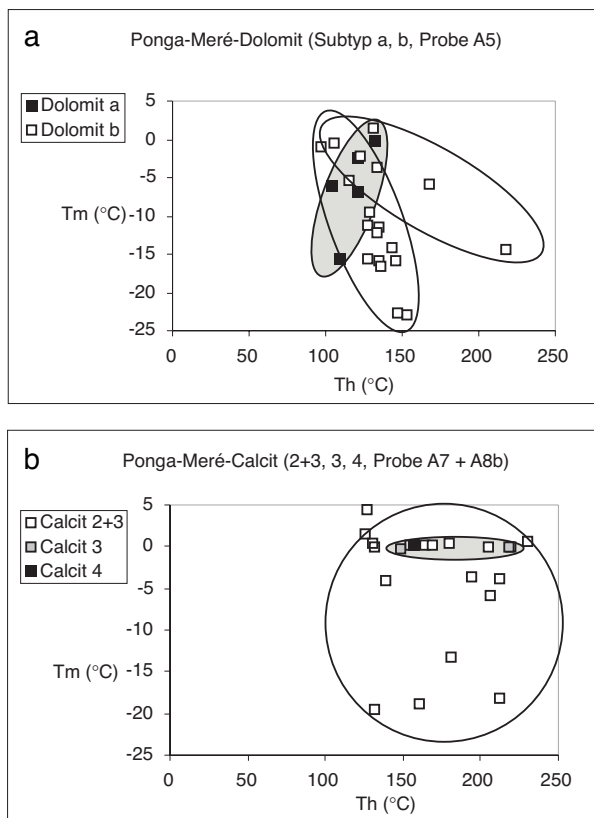 a
Ponga-Meré-Dolomit (Subtyp a, b, Probe A5)
Dolomit a
Dolomit b
5
0
-5
-10
-15
-20
-25
Tm (°C)
0
50
100
150
200
250
Th (°C)
b
Ponga-Meré-Calcit (2+3, 3, 4, Probe A7 + A8b)
Calcit 2+3
Calcit 3
Calcit 4
5
0
-5
-10
-15
-20
-25
Tm (°C)
0
50
100
150
200
250
Th (°C)